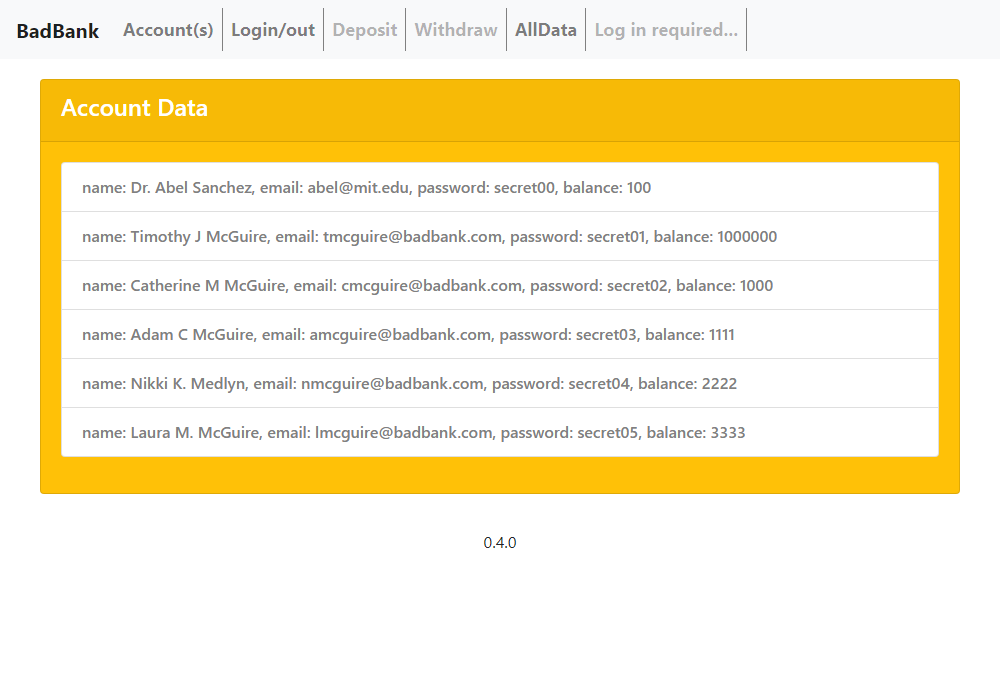 BadBank Account(s) Login/out Deposit Withdraw AllData Log in required...
Account Data
name: Dr. Abel Sanchez, email: abel@mit.edu, password: secret00, balance: 100
name: Timothy J McGuire, email: tmcguire@badbank.com, password: secret01, balance: 1000000
name: Catherine M McGuire, email: cmcguire@badbank.com, password: secret02, balance: 1000
name: Adam C McGuire, email: amcguire@badbank.com, password: secret03, balance: 1111
name: Nikki K. Medlyn, email: nmcguire@badbank.com, password: secret04, balance: 2222
name: Laura M. McGuire, email: lmcguire@badbank.com, password: secret05, balance: 3333
0.4.0